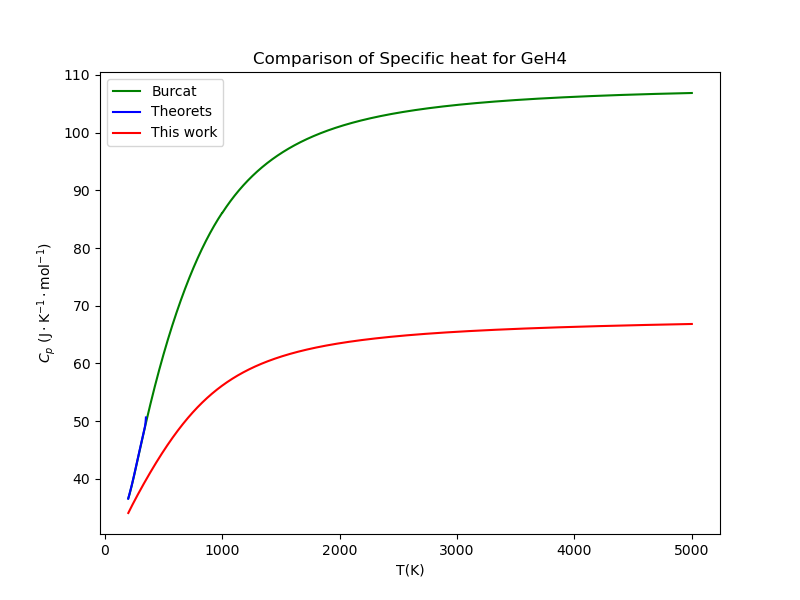 Comparison of Specific heat for GeH4
Burcat
Theorets
This work
110
100
90
80
70
60
50
40
$C_p$ (J · K$^{-1}$ · mol$^{-1}$)
0 1000 2000 3000 4000 5000
T(K)